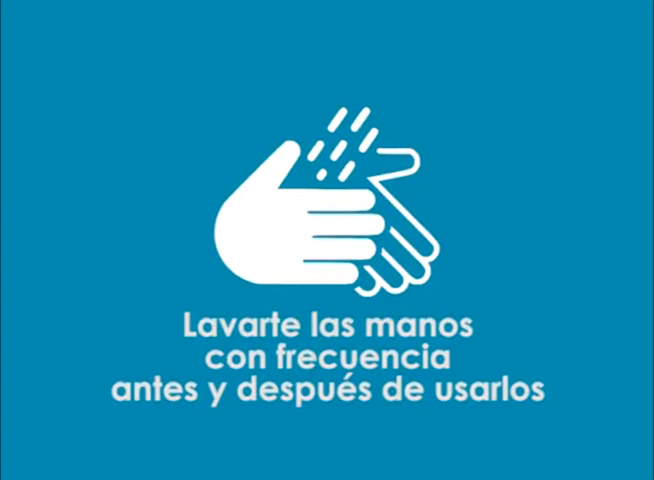 Lavarte las manos
con frecuencia
antes y después de usarlos